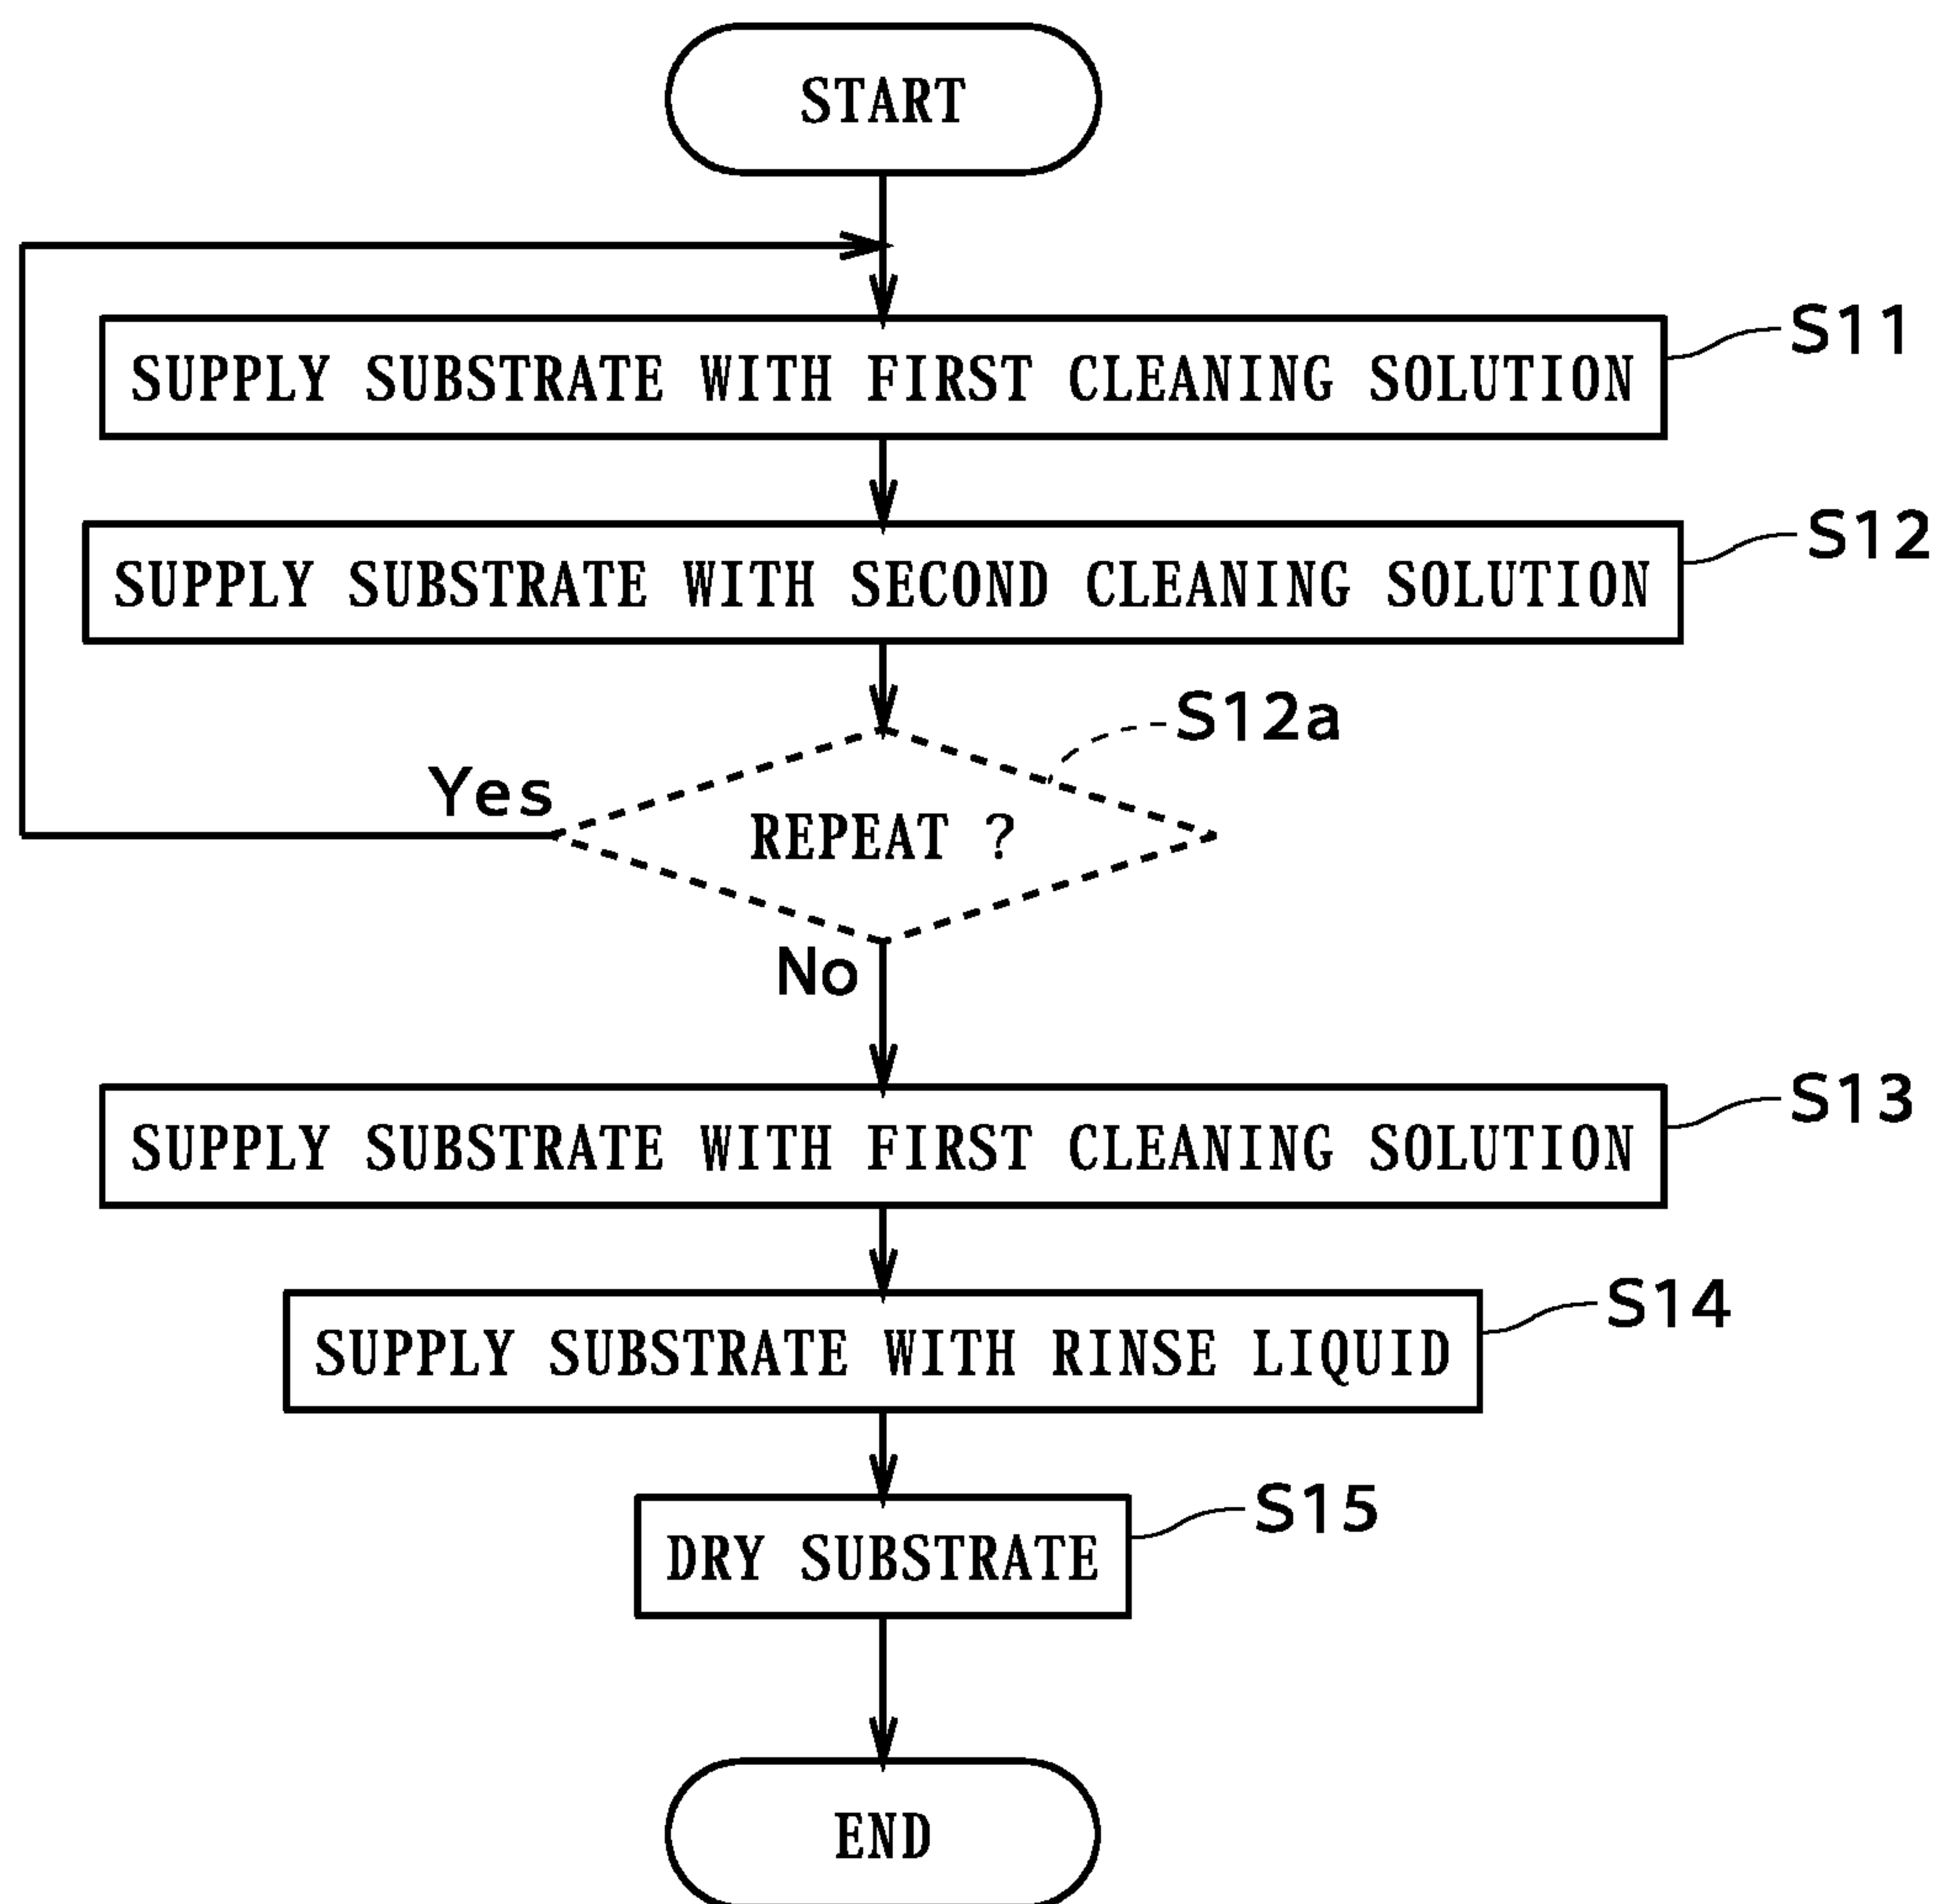 START
SUPPLY SUBSTRATE WITH FIRST CLEANING SOLUTION
S11
SUPPLY SUBSTRATE WITH SECOND CLEANING SOLUTION
S12
S12a
Yes
REPEAT ?
No
SUPPLY SUBSTRATE WITH FIRST CLEANING SOLUTION
S13
SUPPLY SUBSTRATE WITH RINSE LIQUID
S14
DRY SUBSTRATE
S15
END